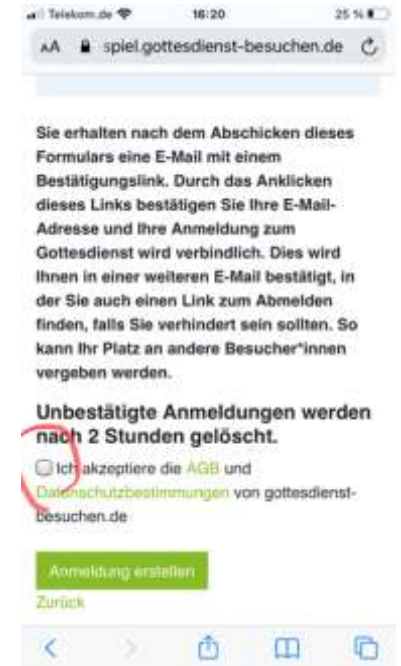 Telekom.de 16:20 25 %
AA spiel.gottesdienst-besuchen.de
Sie erhalten nach dem Abschicken dieses
Formulars eine E-Mail mit einem
Bestätigungslink. Durch das Anklicken
dieses Links bestätigen Sie Ihre E-Mail-
Adresse und Ihre Anmeldung zum
Gottesdienst wird verbindlich. Dies wird
Ihnen in einer weiteren E-Mail bestätigt, in
der Sie auch einen Link zum Abmelden
finden, falls Sie verhindert sein sollten. So
kann Ihr Platz an andere Besucher*innen
vergeben werden.
Unbestätigte Anmeldungen werden
nach 2 Stunden gelöscht.
Ich akzeptiere die AGB und
Datenschutzbestimmungen von gottesdienst-
besuchen.de
Anmeldung erstellen
Zurück